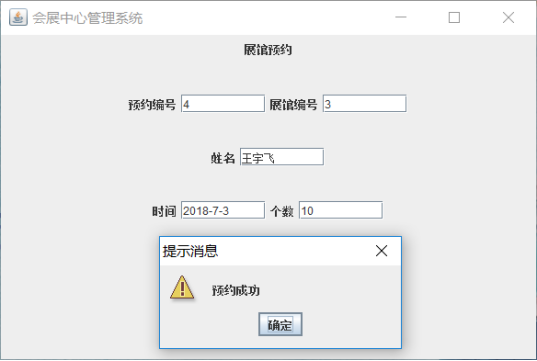 会展中心管理系统
展馆预约
预约编号 4 展馆编号 3
姓名 王宇飞
时间 2018-7-3 个数 10
提示消息
预约成功
确定